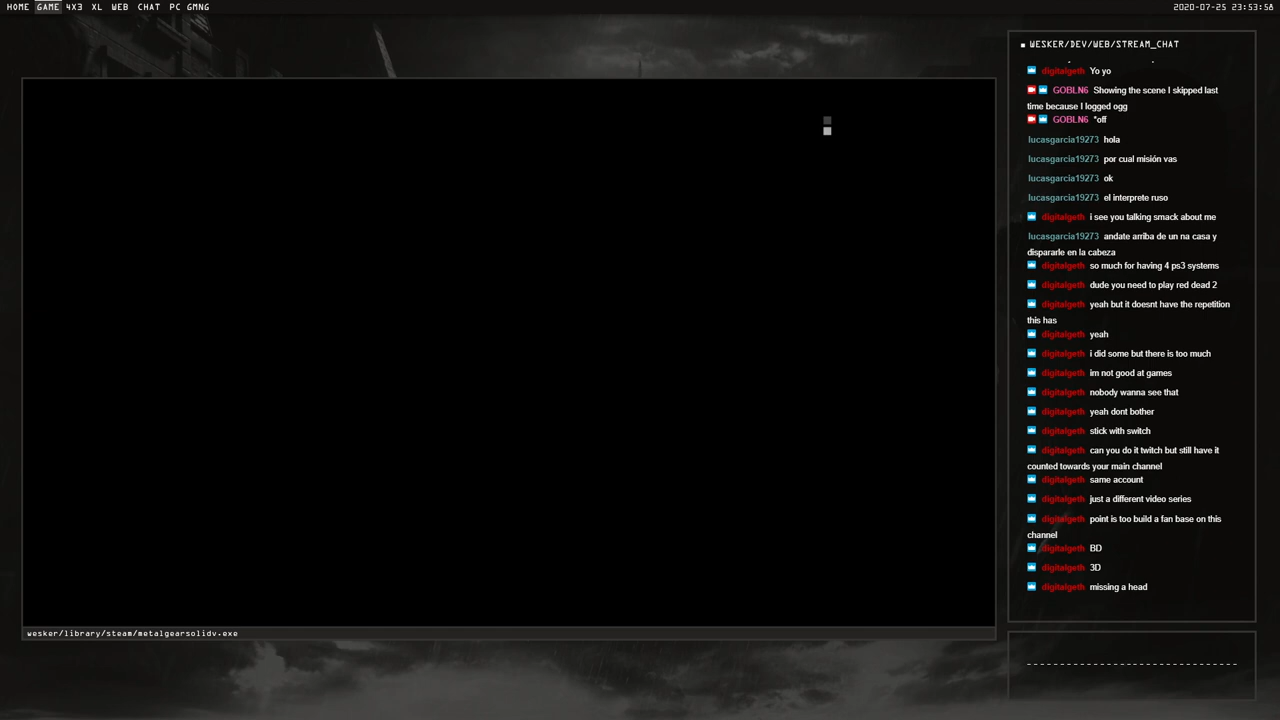 HOME GAME 4X3 XL WEB CHAT PC GMNG
2020-07-25 23:53:58
WESKER/DEV/WEB/STREAM_CHAT
digitalgeth Yo yo
GOBLN6 Showing the scene I skipped last
time because I logged ogg
GOBLN6 *off
lucasgarcia19273 hola
lucasgarcia19273 por cual misión vas
lucasgarcia19273 ok
lucasgarcia19273 el interprete ruso
digitalgeth i see you talking smack about me
lucasgarcia19273 andate arriba de un na casa y
dispararle en la cabeza
digitalgeth so much for having 4 ps3 systems
digitalgeth dude you need to play red dead 2
digitalgeth yeah but it doesnt have the repetition
this has
digitalgeth yeah
digitalgeth i did some but there is too much
digitalgeth im not good at games
digitalgeth nobody wanna see that
digitalgeth yeah dont bother
digitalgeth stick with switch
digitalgeth can you do it twitch but still have it
counted towards your main channel
digitalgeth same account
digitalgeth just a different video series
digitalgeth point is too build a fan base on this
channel
digitalgeth BD
digitalgeth 3D
digitalgeth missing a head
wesker/library/steam/metalgearsolidv.exe